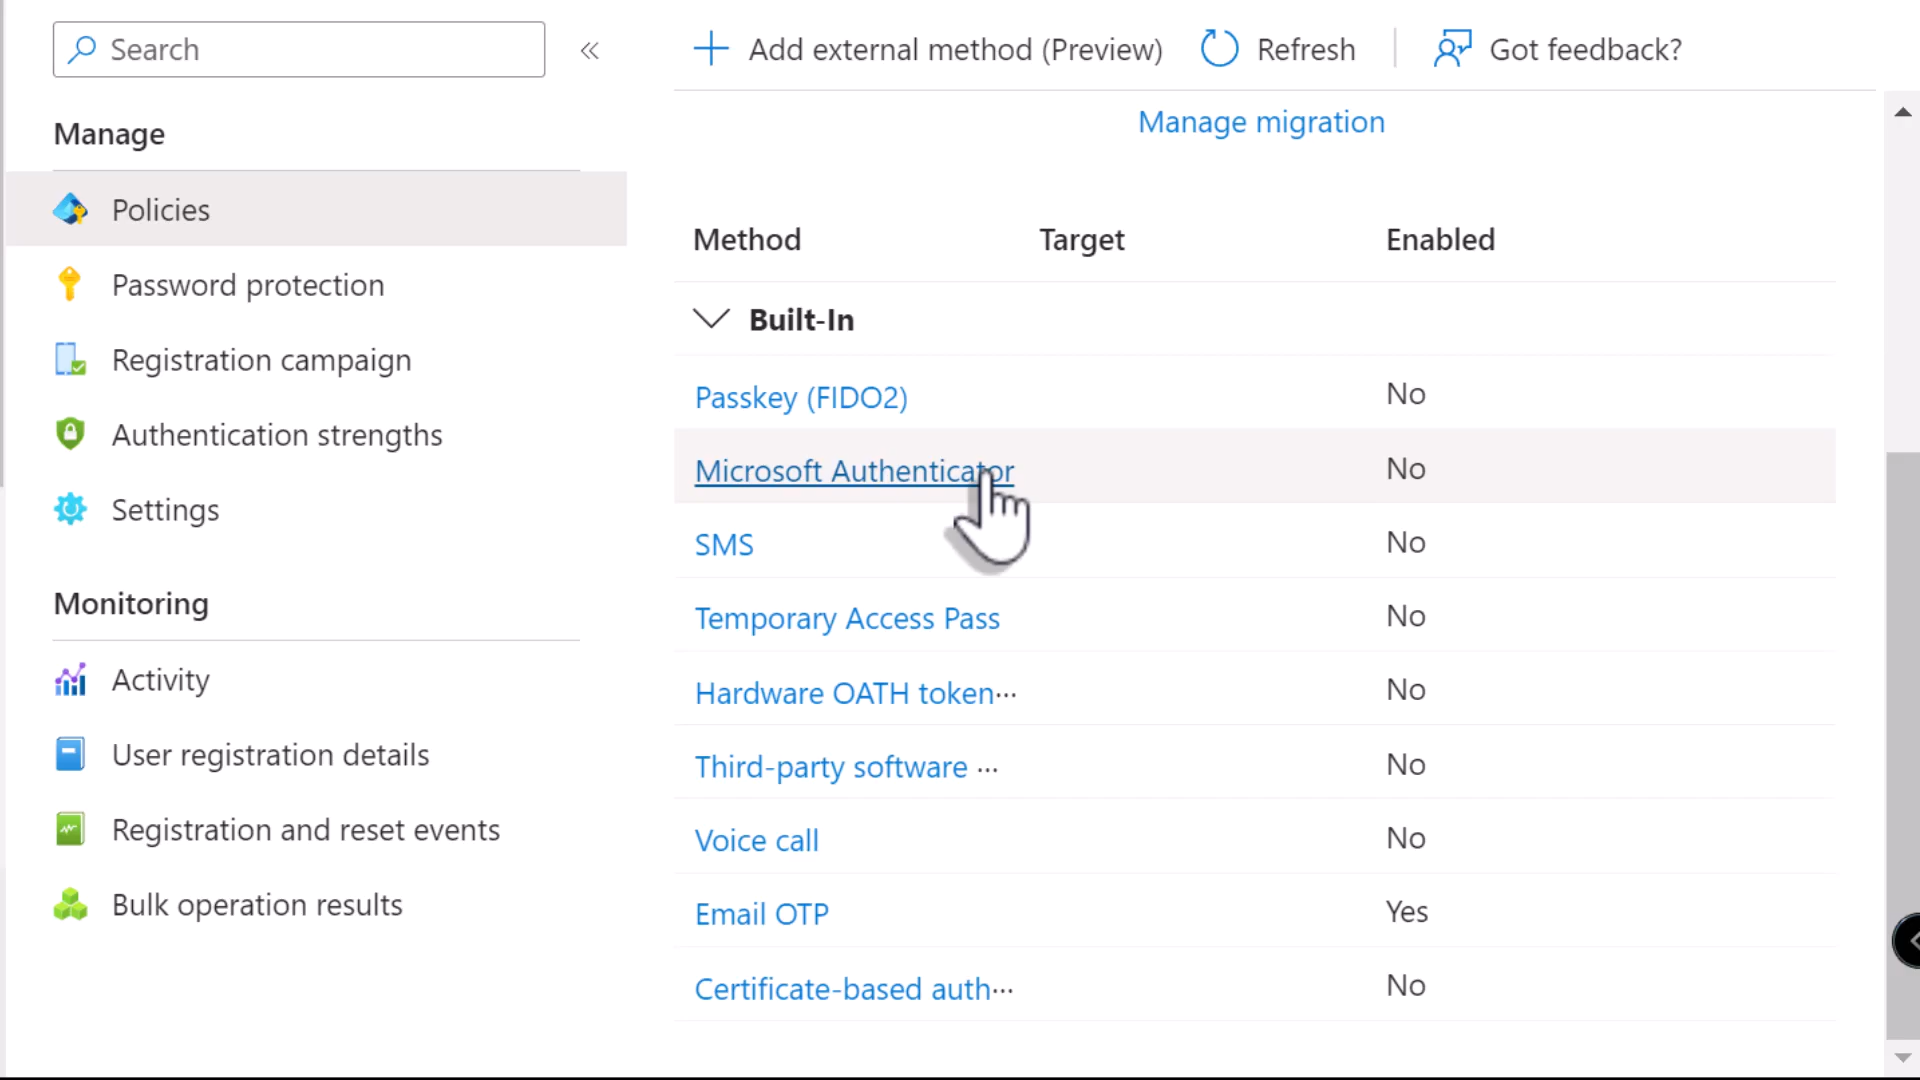 Search
Manage
Policies
Password protection
Registration campaign
Authentication strengths
Settings
Monitoring
Activity
User registration details
Registration and reset events
Bulk operation results
Add external method (Preview)
Refresh
Got feedback?
Manage migration
Method Target Enabled
Built-In
Passkey (FIDO2) No
Microsoft Authenticator No
SMS No
Temporary Access Pass No
Hardware OATH token··· No
Third-party software ··· No
Voice call No
Email OTP Yes
Certificate-based auth··· No